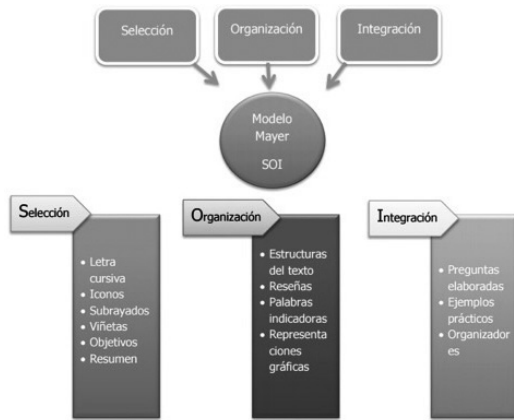 Selección
Organización
Integración
Modelo
Mayer
SOI
Selección
• Letra
cursiva
• Iconos
• Subrayados
• Viñetas
• Objetivos
• Resumen
Organización
• Estructuras
del texto
• Reseñas
• Palabras
indicadoras
• Representa
ciones
gráficas
Integración
• Preguntas
elaboradas
• Ejemplos
prácticos
• Organizador
es